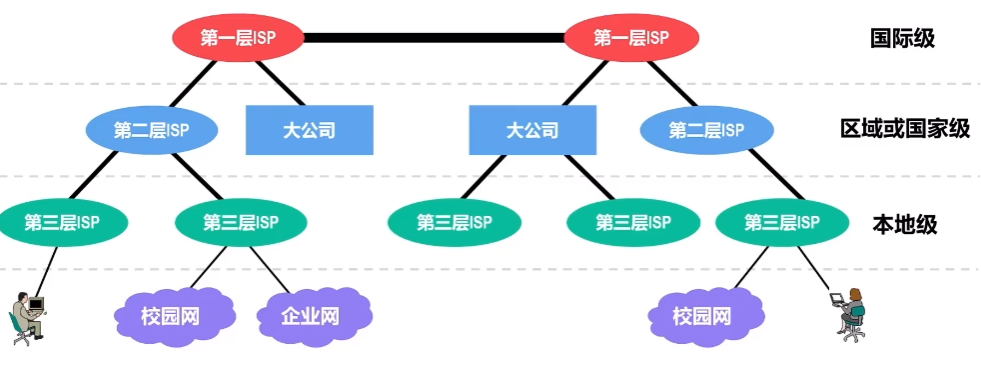 第一层ISP
第一层ISP
国际级
第二层ISP
大公司
大公司
第二层ISP
区域或国家级
第三层ISP
第三层ISP
第三层ISP
第三层ISP
第三层ISP
本地级
校园网
企业网
校园网